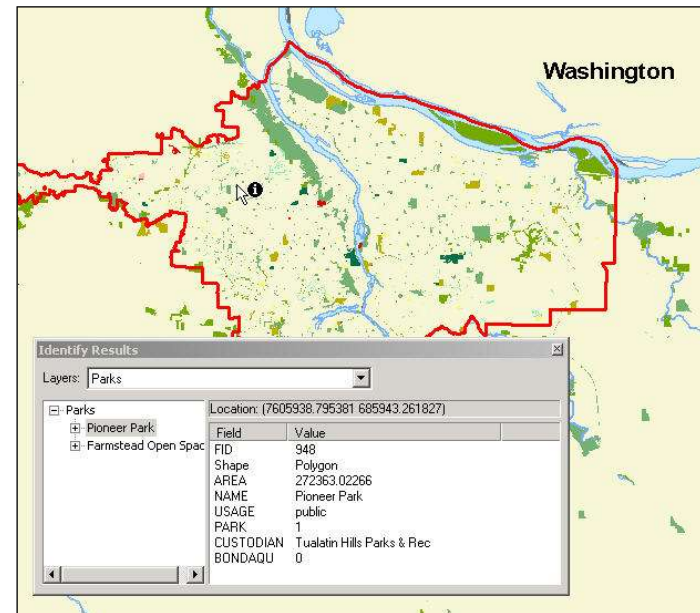 Washington
Identify Results
Layers: Parks
Parks
Pioneer Park
Farmstead Open Spac
Location: (7605938.795381 685943.261827)
Field Value
FID 948
Shape Polygon
AREA 272363.02266
NAME Pioneer Park
USAGE public
PARK 1
CUSTODIAN Tualatin Hills Parks & Rec
BONDAQU 0